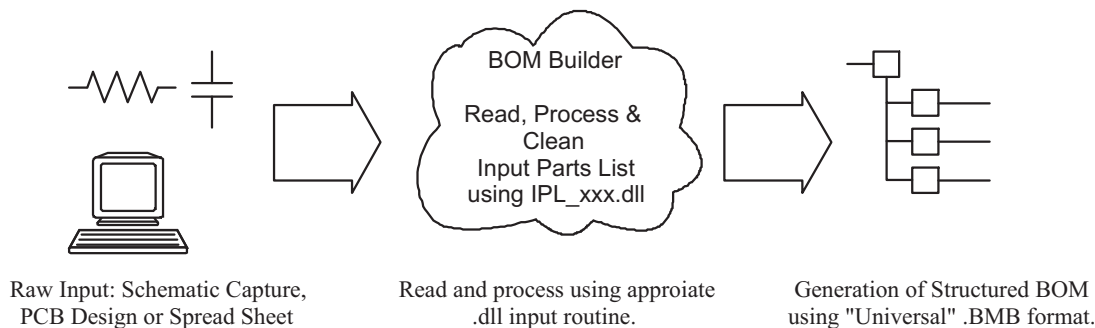 BOM Builder
Read, Process &
Clean
Input Parts List
using IPL_xxx.dll
Raw Input: Schematic Capture,
PCB Design or Spread Sheet
Read and process using approiate
.dll input routine.
Generation of Structured BOM
using "Universal" .BMB format.